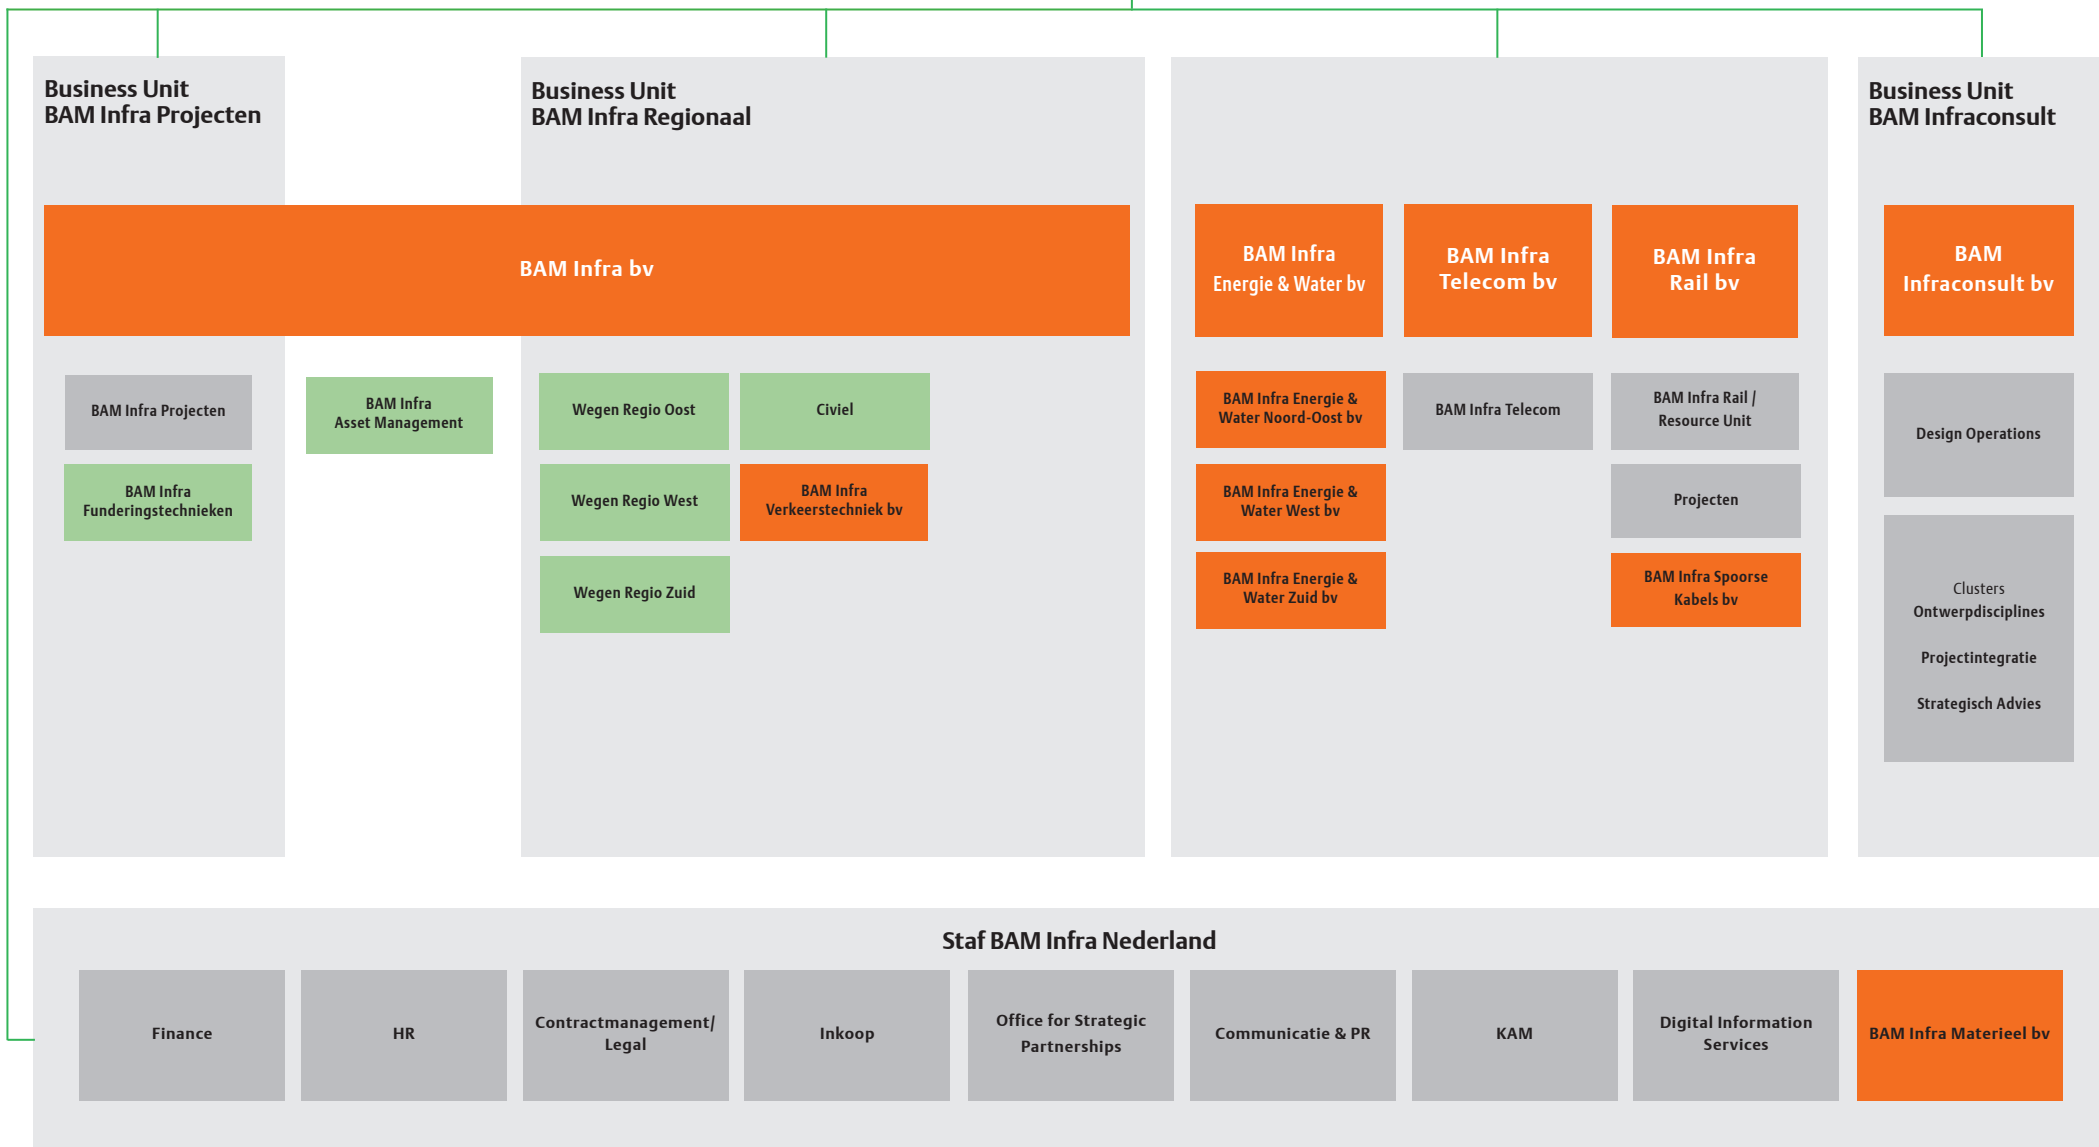 Business Unit
BAM Infra Projecten
Business Unit
BAM Infra Regionaal
Business Unit
BAM Infraconsult
BAM Infra bv
BAM Infra
Energie & Water bv
BAM Infra
Telecom bv
BAM Infra
Rail bv
BAM
Infraconsult bv
BAM Infra Projecten
BAM Infra
Funderingstechnieken
BAM Infra
Asset Management
Wegen Regio Oost
Wegen Regio West
Wegen Regio Zuid
Civiel
BAM Infra
Verkeerstechniek bv
BAM Infra Energie &
Water Noord-Oost bv
BAM Infra Energie &
Water West bv
BAM Infra Energie &
Water Zuid bv
BAM Infra Telecom
BAM Infra Rail /
Resource Unit
Projecten
BAM Infra Spoorse
Kabels bv
Design Operations
Clusters
Ontwerpdisciplines
Projectintegratie
Strategisch Advies
Staf BAM Infra Nederland
Finance
HR
Contractmanagement/
Legal
Inkoop
Office for Strategic
Partnerships
Communicatie & PR
KAM
Digital Information
Services
BAM Infra Materieel bv